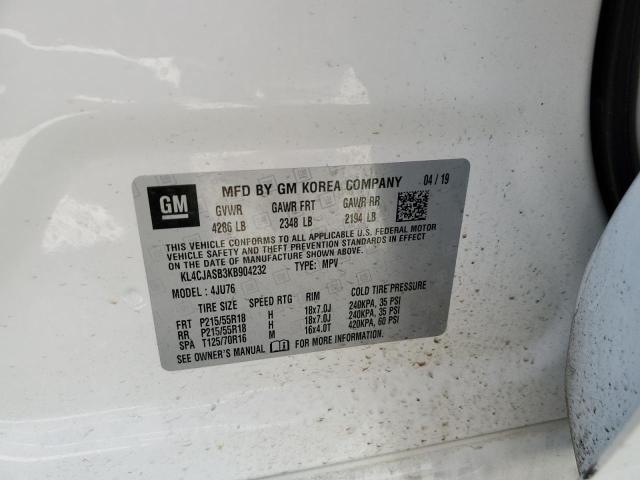 GM
MFD BY GM KOREA COMPANY 04 / 19
GVWR GAWR FRT GAWR RR
4286 LB 2348 LB 2194 LB
THIS VEHICLE CONFORMS TO ALL APPLICABLE U.S. FEDERAL MOTOR
VEHICLE SAFETY AND THEFT PREVENTION STANDARDS IN EFFECT ON
THE DATE OF MANUFACTURE SHOWN ABOVE.
KL4CJASB3KB904232 TYPE: MPV
MODEL : 4JU76
TIRE SIZE SPEED RTG RIM COLD TIRE PRESSURE
FRT P215/55R18 H 18x7.0J 240KPA, 35 PSI
RR P215/55R18 H 18x7.0J 240KPA, 35 PSI
SPA T125/70R16 M 16x4.0T 420KPA, 60 PSI
SEE OWNER'S MANUAL FOR MORE INFORMATION